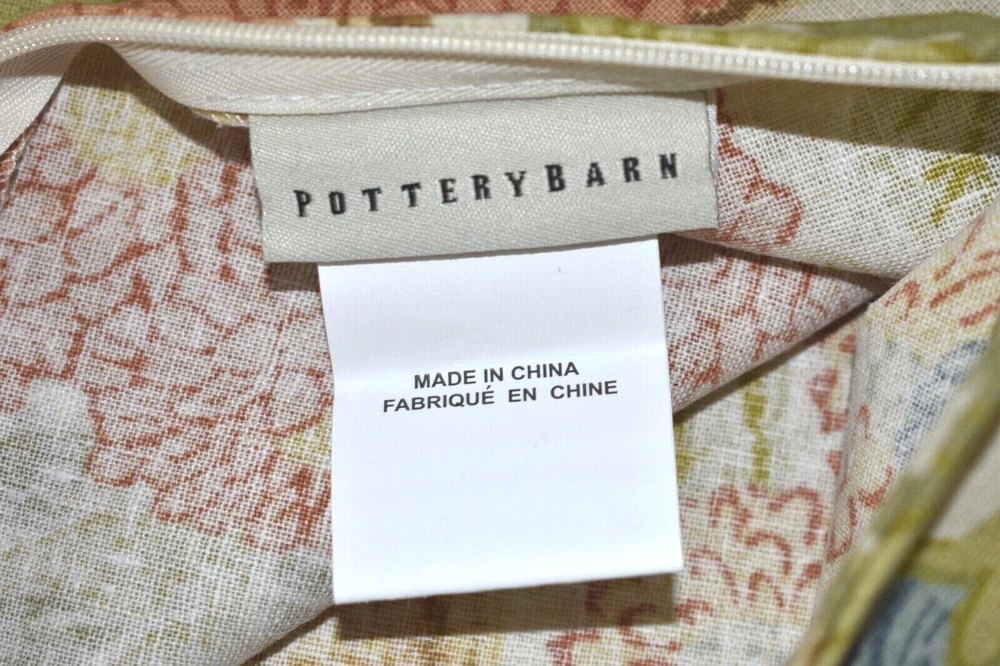 POTTERYBARN
MADE IN CHINA
FABRIQUÉ EN CHINE